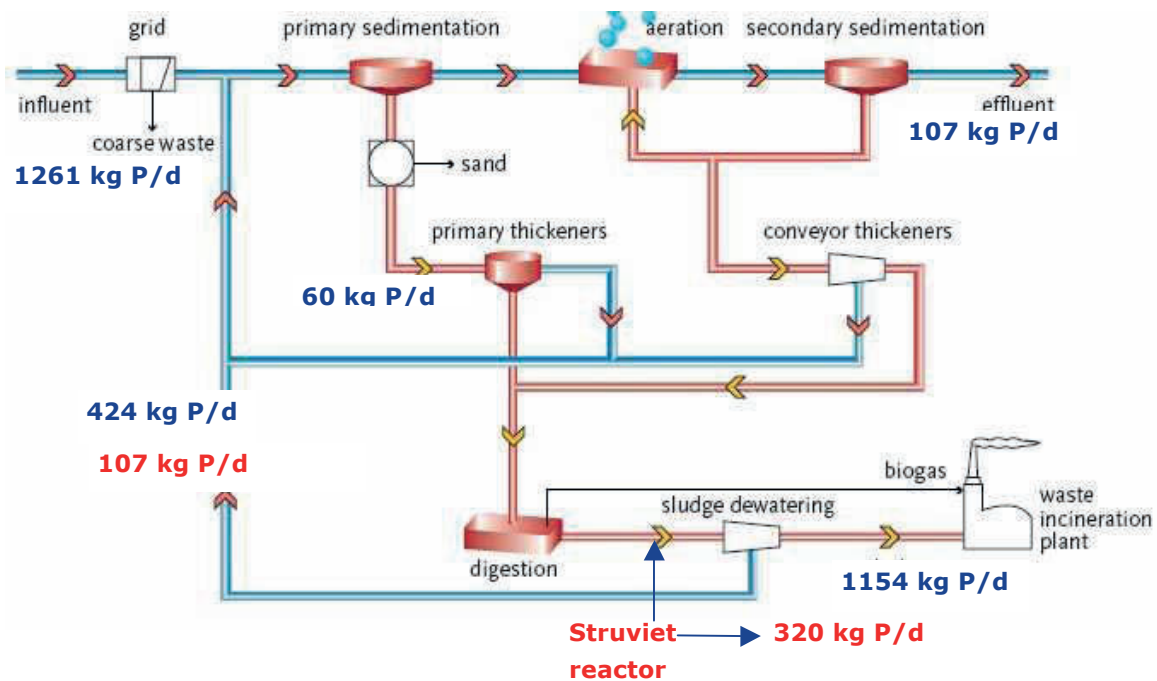 grid
primary sedimentation
aeration
secondary sedimentation
influent
effluent
coarse waste
107 kg P/d
1261 kg P/d
sand
primary thickeners
conveyor thickeners
60 kg P/d
424 kg P/d
107 kg P/d
biogas
sludge dewatering
waste
incineration
plant
digestion
1154 kg P/d
Struviet
320 kg P/d
reactor